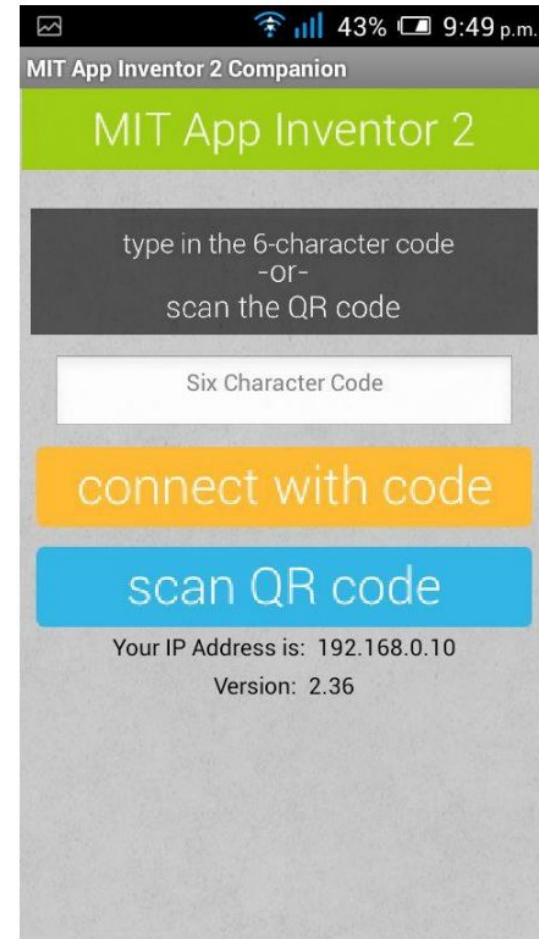 43% 9:49 p.m.
MIT App Inventor 2 Companion
MIT App Inventor 2
type in the 6-character code
-or-
scan the QR code
Six Character Code
connect with code
scan QR code
Your IP Address is: 192.168.0.10
Version: 2.36